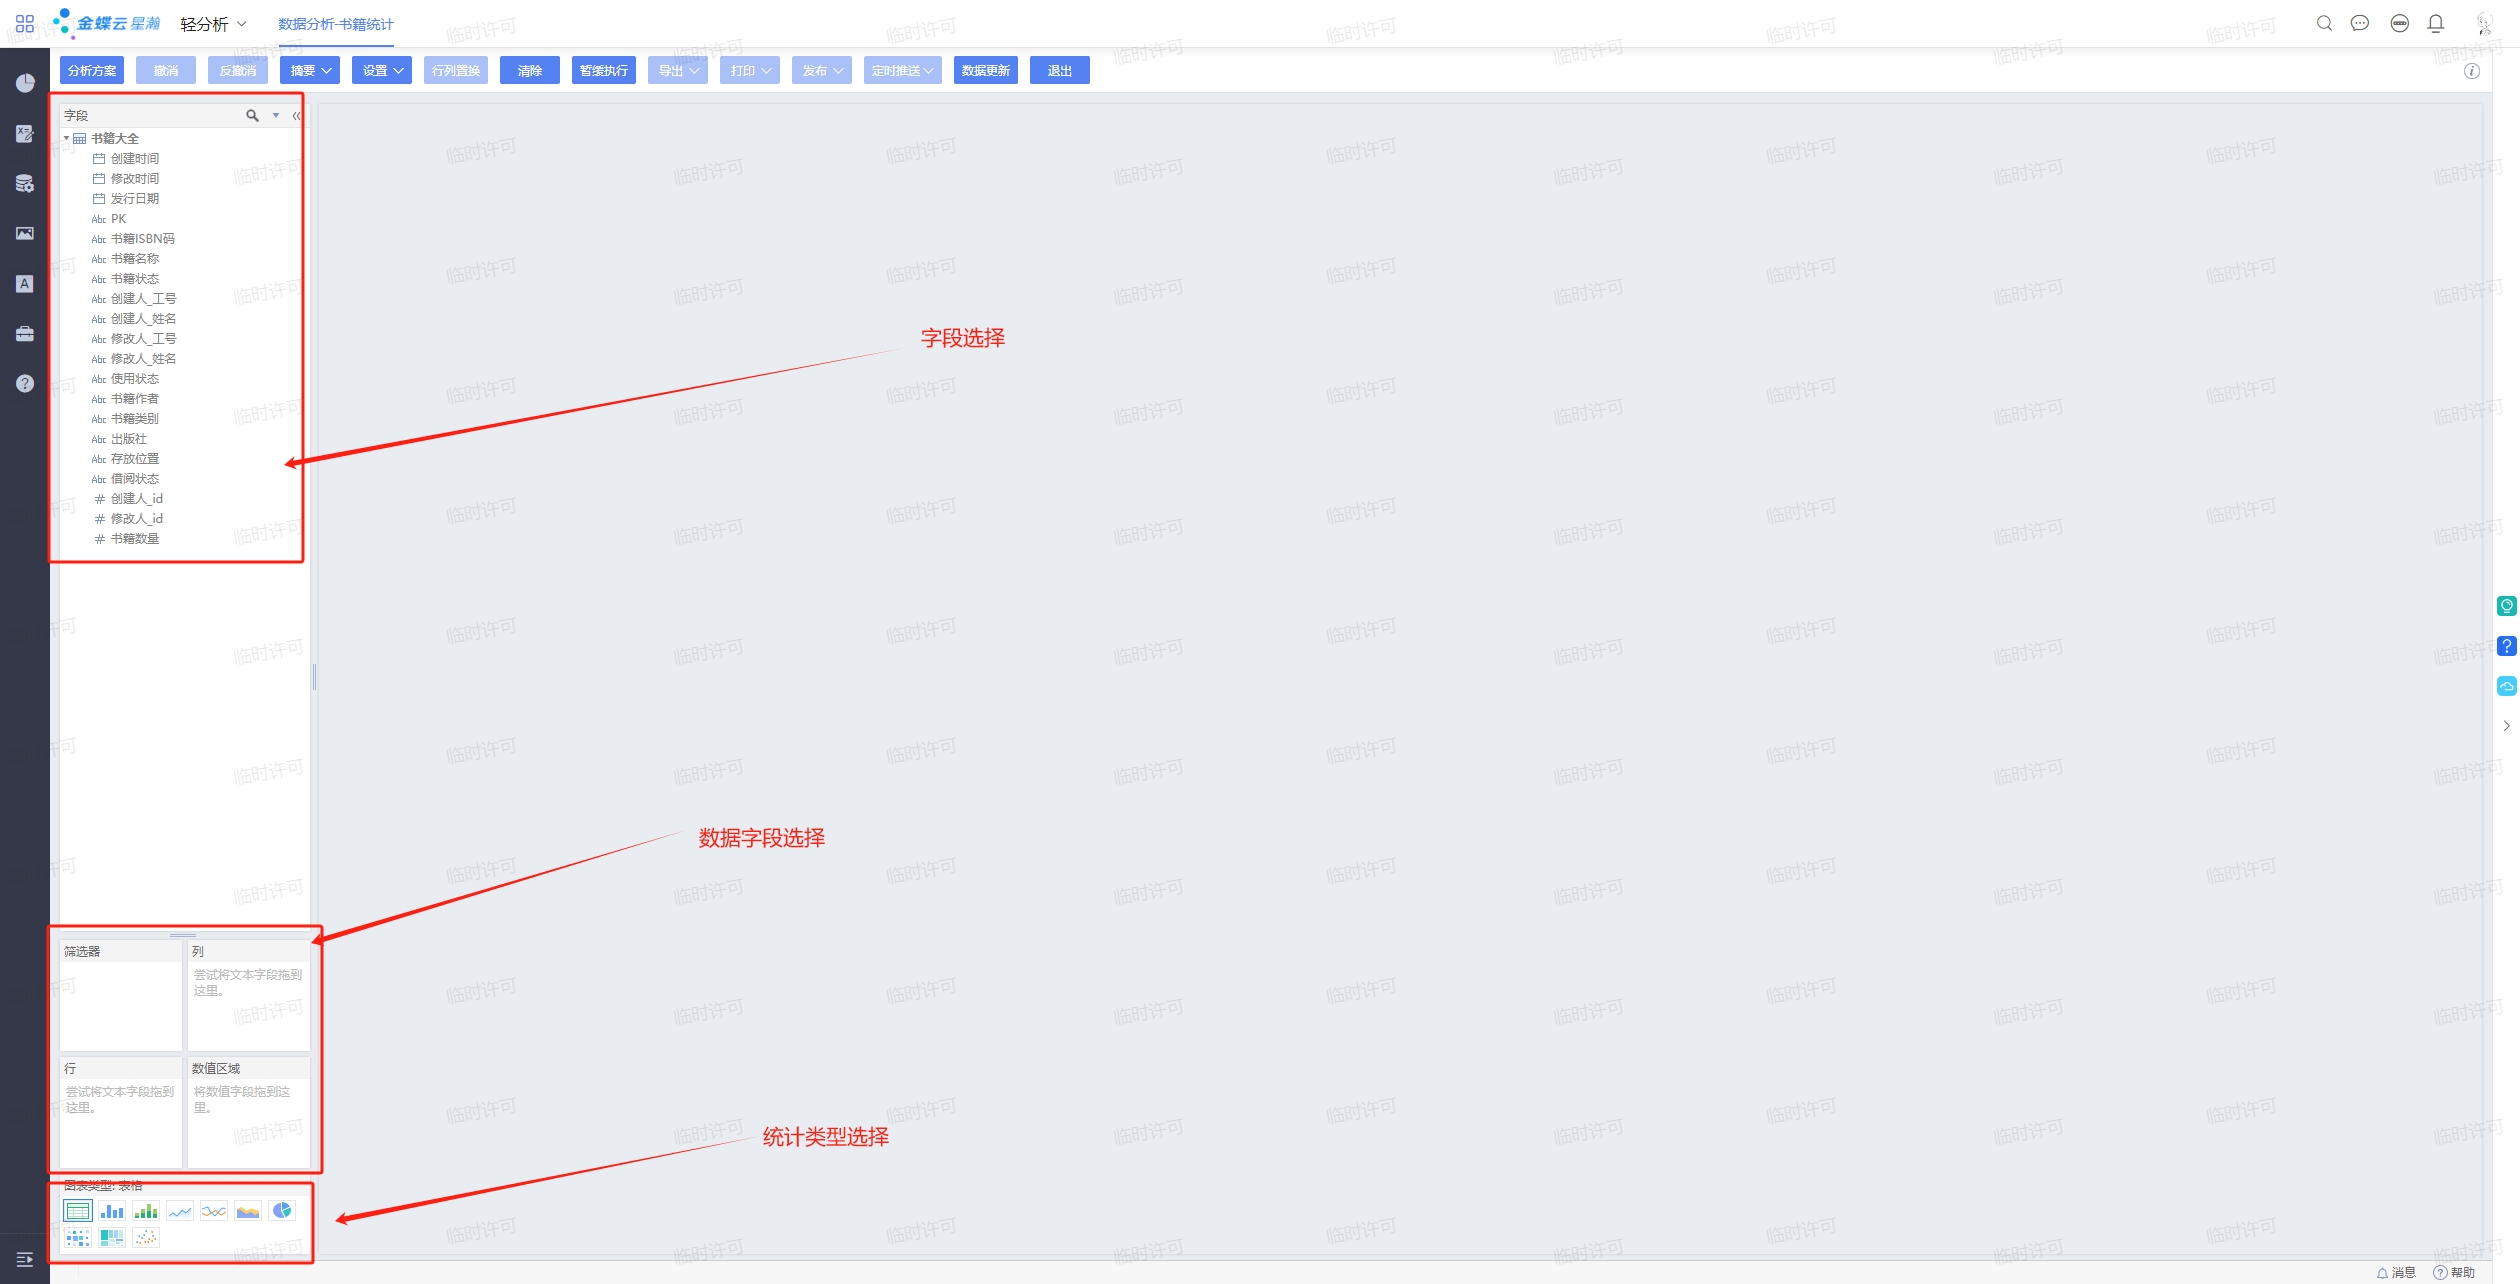 金蝶云星瀚 轻分析 数据分析-书籍统计
分析方案 撤消 反撤消 摘要 设置 行列置换 清除 暂缓执行 导出 打印 发布 定时推送 数据更新 退出
字段
书籍大全
创建时间
修改时间
发行日期
Abc PK
Abc 书籍ISBN码
Abc 书籍名称
Abc 书籍状态
Abc 创建人_工号
Abc 创建人_姓名
Abc 修改人_工号
Abc 修改人_姓名
Abc 使用状态
Abc 书籍作者
Abc 书籍类别
Abc 出版社
Abc 存放位置
Abc 借阅状态
# 创建人_id
# 修改人_id
# 书籍数量
字段选择
数据字段选择
筛选器
列
尝试将文本字段拖到
这里。
行
尝试将文本字段拖到
这里。
数值区域
将数值字段拖到这
里。
统计类型选择
图表类型: 表格
消息 帮助
临时许可